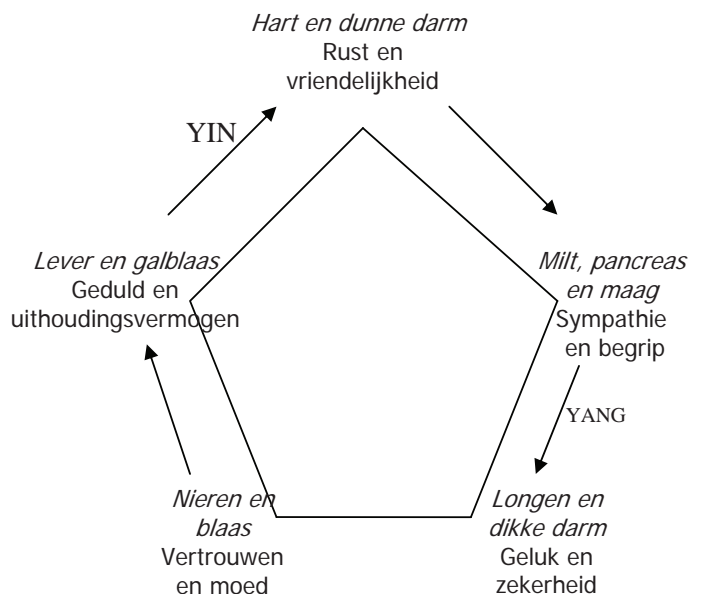 Hart en dunne darm
Rust en
vriendelijkheid
YIN
Lever en galblaas
Geduld en
uithoudingsvermogen
Milt, pancreas
en maag
Sympathie
en begrip
YANG
Nieren en
blaas
Vertrouwen
en moed
Longen en
dikke darm
Geluk en
zekerheid